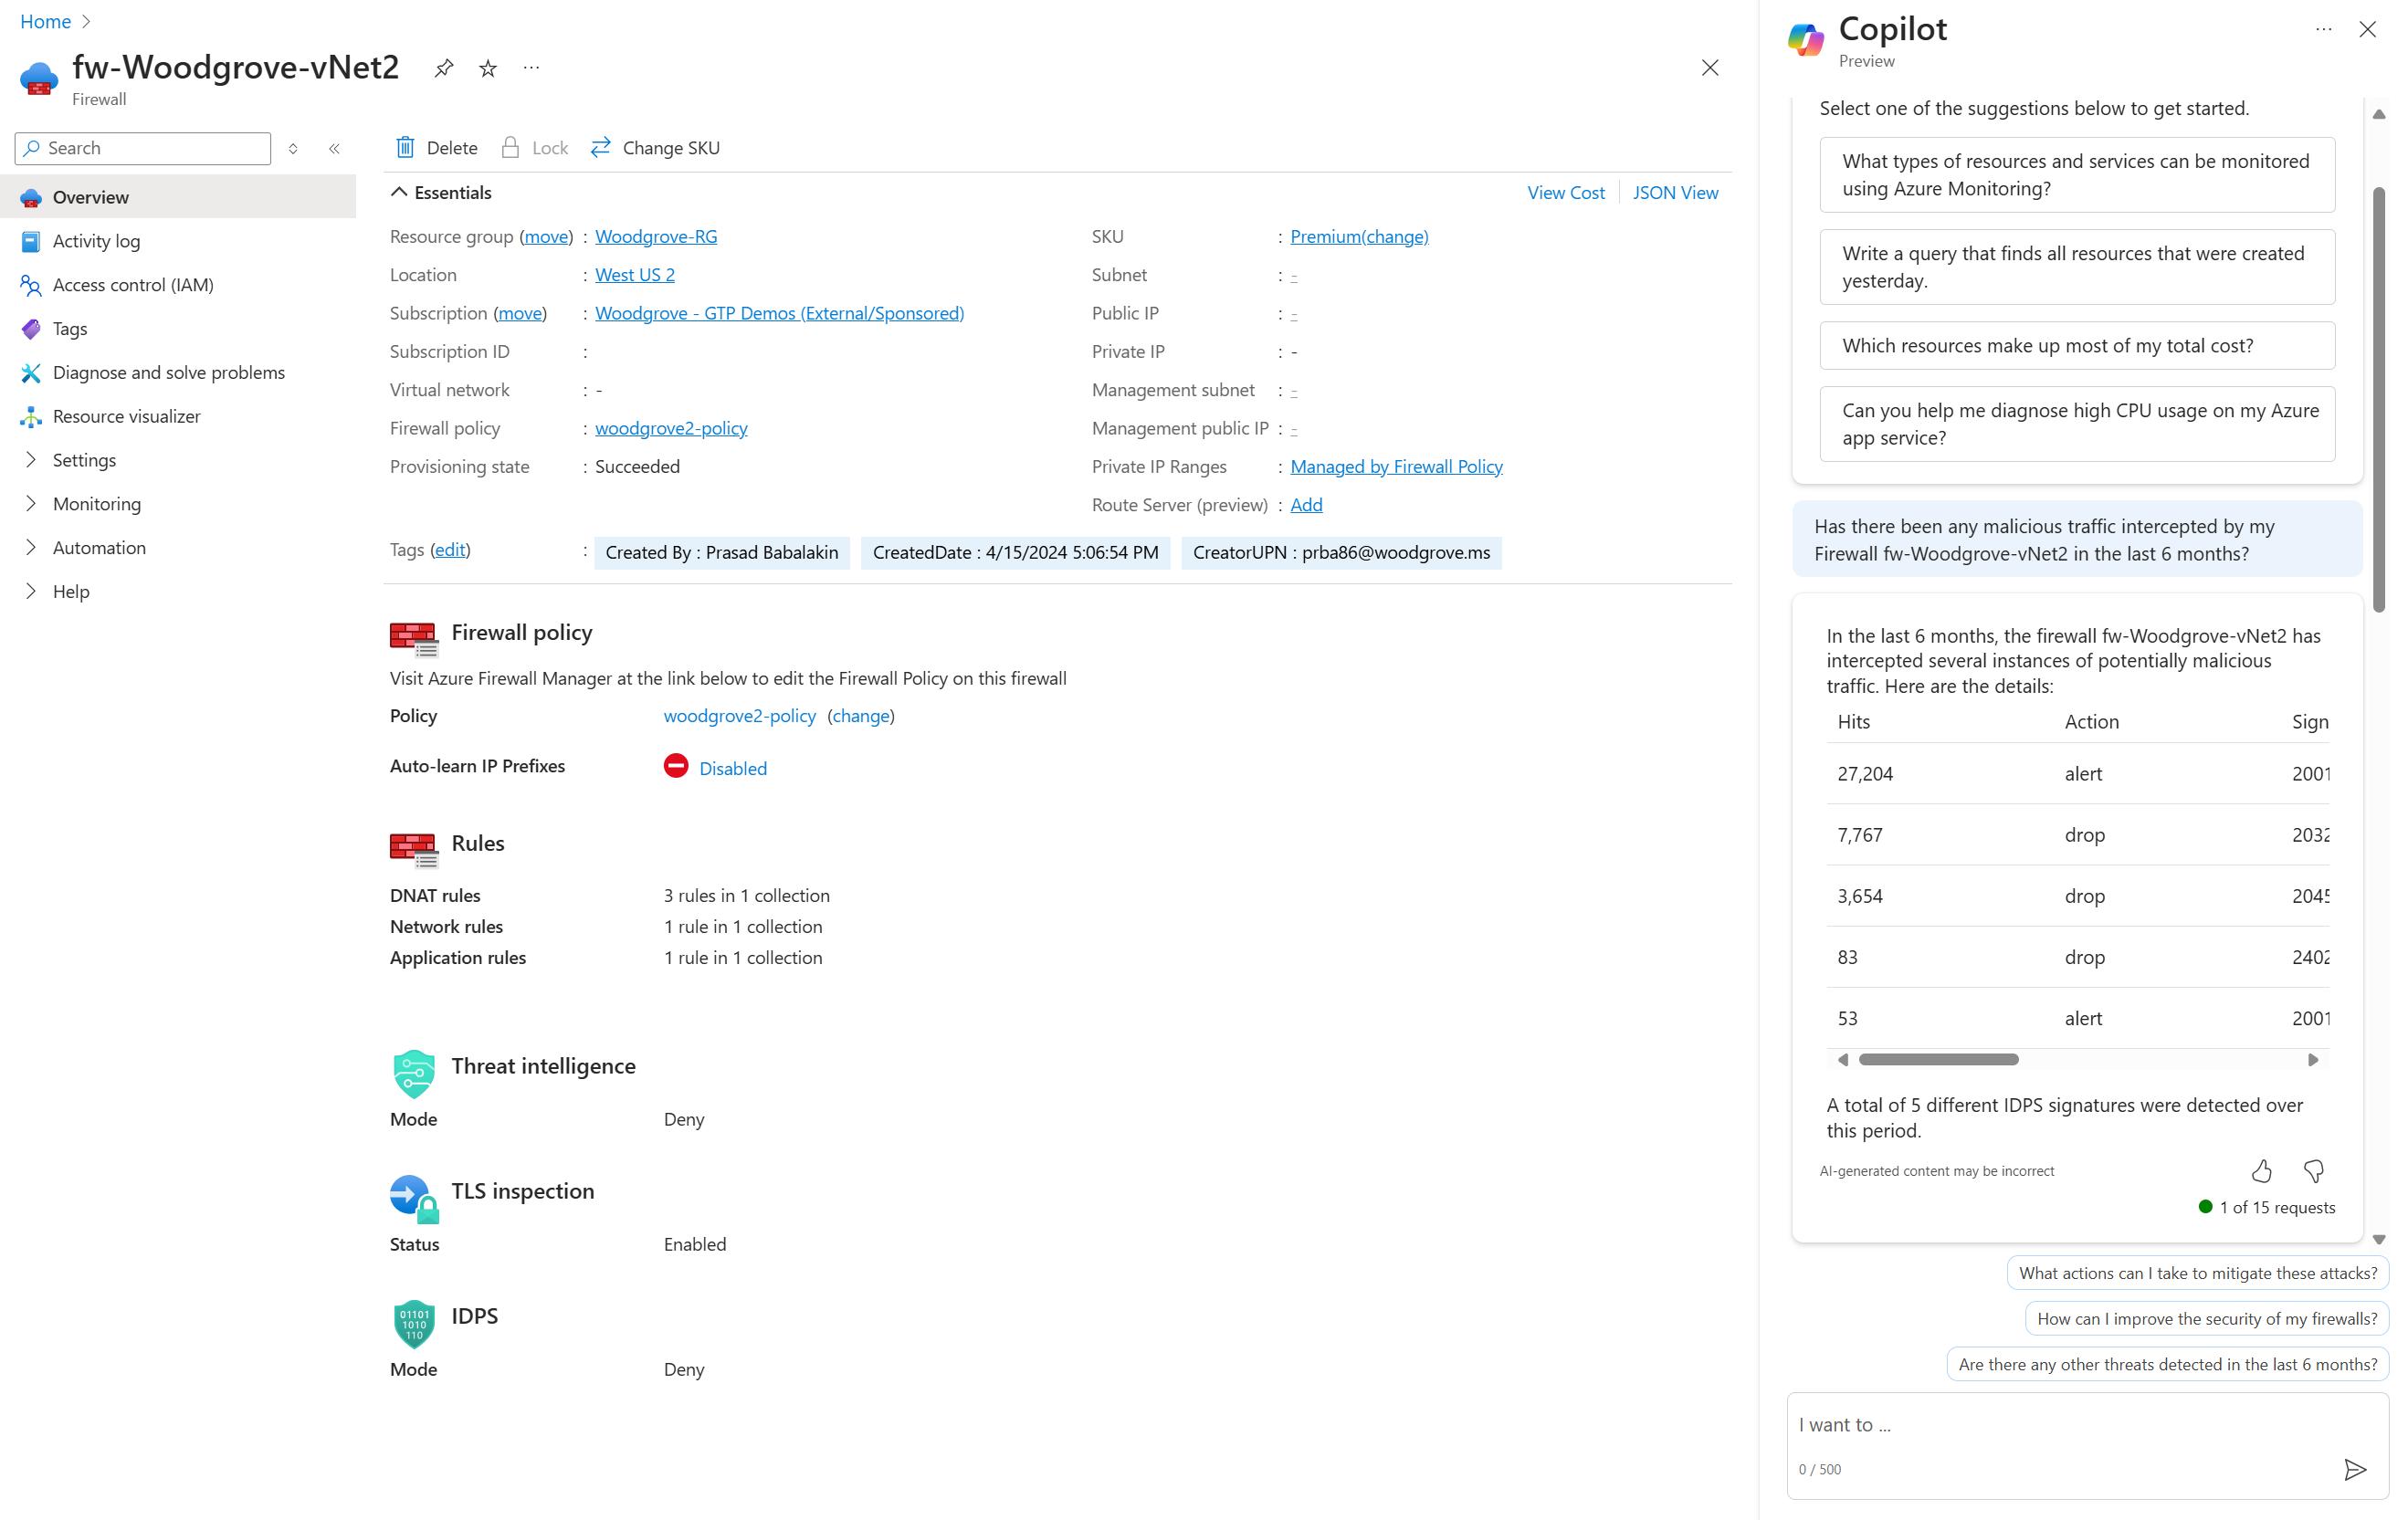 Home
fw-Woodgrove-vNet2
Firewall
Search
Overview
Activity log
Access control (IAM)
Tags
Diagnose and solve problems
Resource visualizer
Settings
Monitoring
Automation
Help
Delete Lock Change SKU
Essentials View Cost JSON View
Resource group (move) : Woodgrove-RG
Location : West US 2
Subscription (move) : Woodgrove - GTP Demos (External/Sponsored)
Subscription ID :
Virtual network : -
Firewall policy : woodgrove2-policy
Provisioning state : Succeeded
SKU : Premium(change)
Subnet : -
Public IP : -
Private IP : -
Management subnet : -
Management public IP : -
Private IP Ranges : Managed by Firewall Policy
Route Server (preview) : Add
Tags (edit) : Created By : Prasad Babalakin CreatedDate : 4/15/2024 5:06:54 PM CreatorUPN : prba86@woodgrove.ms
Firewall policy
Visit Azure Firewall Manager at the link below to edit the Firewall Policy on this firewall
Policy woodgrove2-policy (change)
Auto-learn IP Prefixes Disabled
Rules
DNAT rules 3 rules in 1 collection
Network rules 1 rule in 1 collection
Application rules 1 rule in 1 collection
Threat intelligence
Mode Deny
TLS inspection
Status Enabled
01101
1010
110
IDPS
Mode Deny
Copilot
Preview
Select one of the suggestions below to get started.
What types of resources and services can be monitored
using Azure Monitoring?
Write a query that finds all resources that were created
yesterday.
Which resources make up most of my total cost?
Can you help me diagnose high CPU usage on my Azure
app service?
Has there been any malicious traffic intercepted by my
Firewall fw-Woodgrove-vNet2 in the last 6 months?
In the last 6 months, the firewall fw-Woodgrove-vNet2 has
intercepted several instances of potentially malicious
traffic. Here are the details:
Hits Action Sign
27,204 alert 2001
7,767 drop 2032
3,654 drop 2045
83 drop 2402
53 alert 2001
A total of 5 different IDPS signatures were detected over
this period.
AI-generated content may be incorrect
1 of 15 requests
What actions can I take to mitigate these attacks?
How can I improve the security of my firewalls?
Are there any other threats detected in the last 6 months?
I want to ...
0 / 500